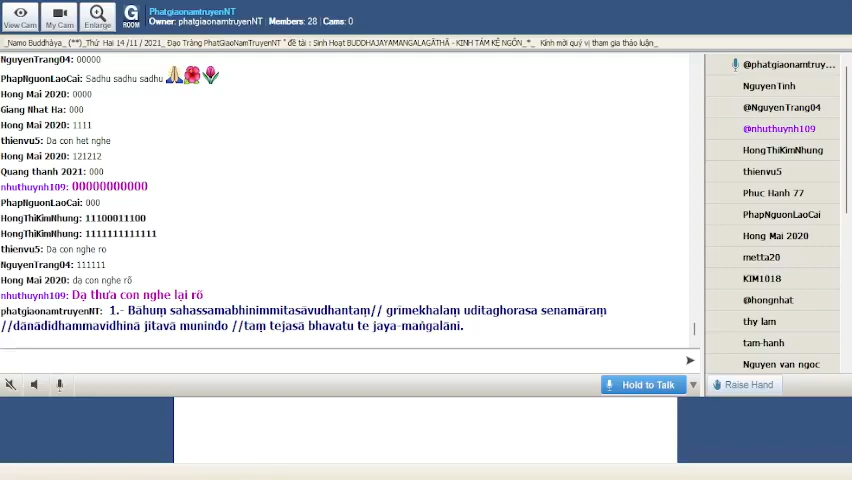 View Cam
My Cam
Enlarge
G ROOM
PhatgiaonamtruyenNT
Owner: phatgiaonamtruyenNT | Members: 28 | Cams: 0
_Namo Buddhàya_ (**)_Thứ Hai 14 /11 / 2021_ Đạo Tràng PhatGiaoNamTruyenNT " đề tài : Sinh Hoạt BUDDHAJAYAMANGALAGĀTHĀ - KINH TÁM KỆ NGÔN_*_ Kính mời quý vị tham gia thảo luận_
NguyenTrang04: 00000
PhapNguonLaoCai: Sadhu sadhu sadhu 🙏🌺🌷
Hong Mai 2020: 0000
Giang Nhat Ha: 000
Hong Mai 2020: 1111
thienvu5: Da con het nghe
Hong Mai 2020: 121212
Quang thanh 2021: 000
nhuthuynh109: 00000000000
PhapNguonLaoCai: 000
HongThiKimNhung: 11100011100
HongThiKimNhung: 1111111111111
thienvu5: Da con nghe ro
NguyenTrang04: 111111
Hong Mai 2020: dạ con nghe rõ
nhuthuynh109: Dạ thưa con nghe lại rõ
phatgiaonamtruyenNT: 1.- Bāhuṃ sahassamabhinimmitasāvudhantaṃ// grīmekhalaṃ uditaghorasa senamāraṃ
//dānādidhammavidhinā jitavā munindo //taṃ tejasā bhavatu te jaya-maṅgalāni.
Hold to Talk
@phatgiaonamtruy...
NguyenTinh
@NguyenTrang04
@nhuthuynh109
HongThiKimNhung
thienvu5
Phuc Hanh 77
PhapNguonLaoCai
Hong Mai 2020
metta20
KIM1018
@hongnhat
thy lam
tam-hanh
Nguyen van ngoc
Raise Hand